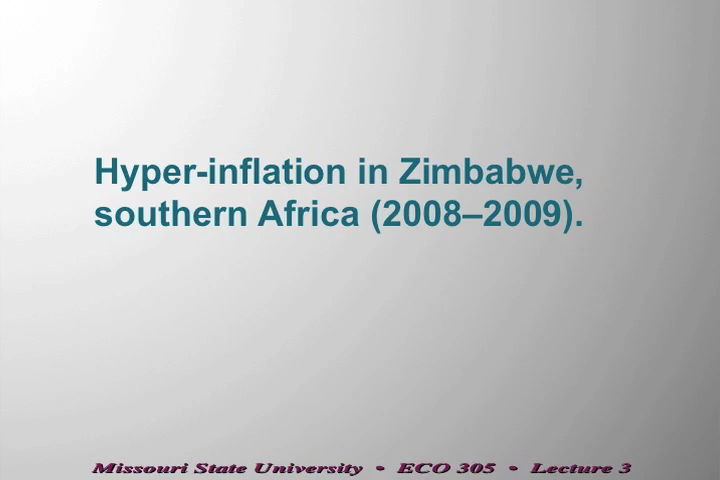 Hyper-inflation in Zimbabwe,
southern Africa (2008–2009).
Missouri State University • ECO 305 • Lecture 3